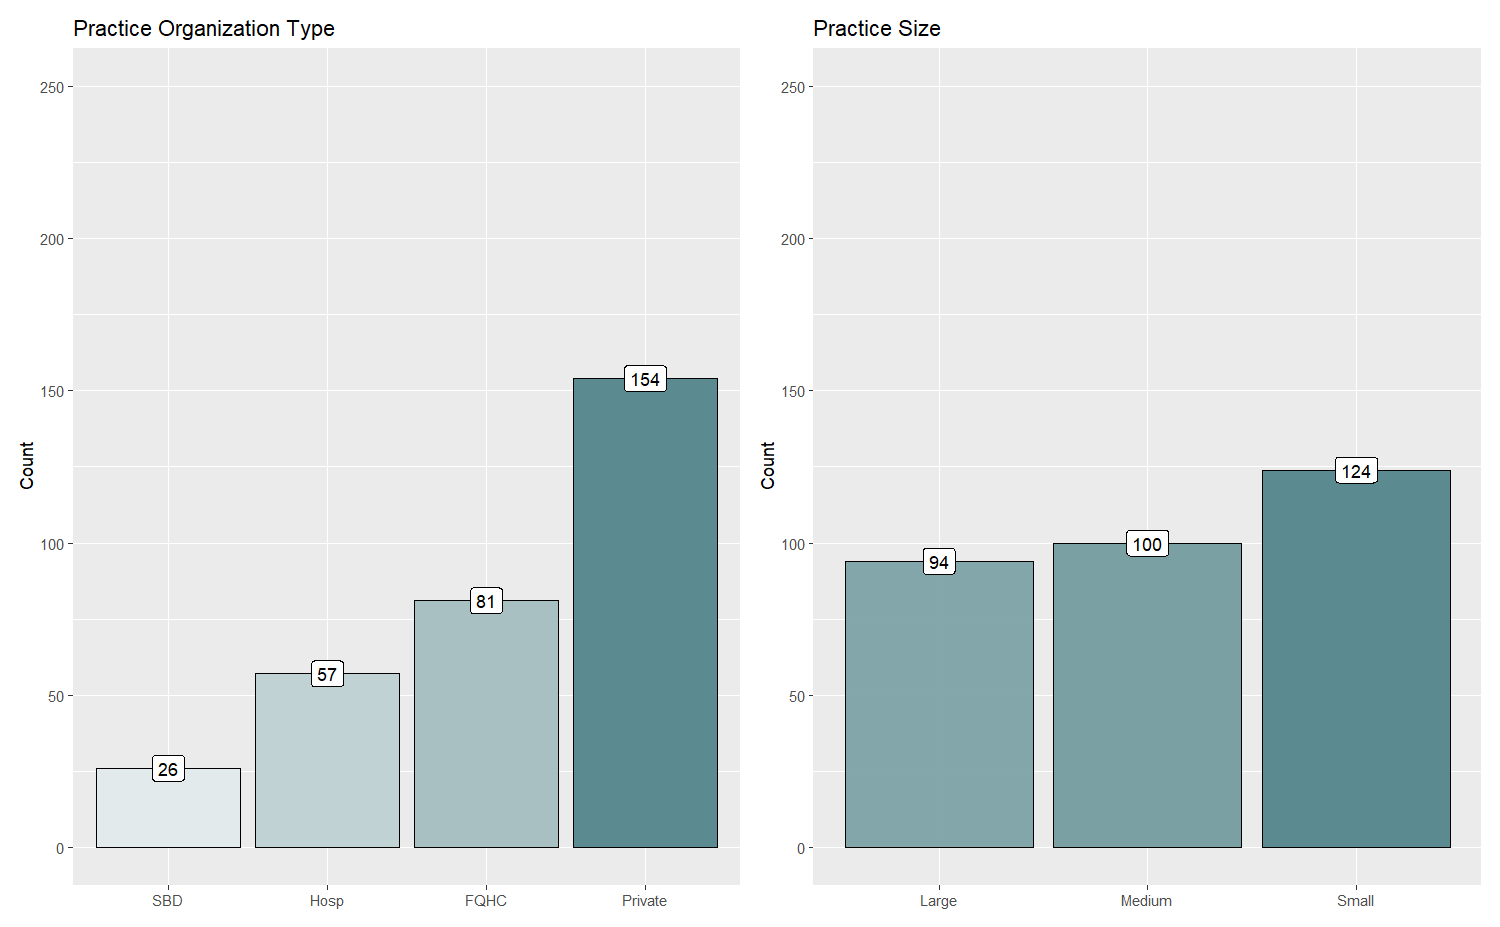 Practice Organization Type
250
200
150
100
50
0
Count
26
57
81
154
SBD
Hosp
FQHC
Private
Practice Size
250
200
150
100
50
0
Count
94
100
124
Large
Medium
Small